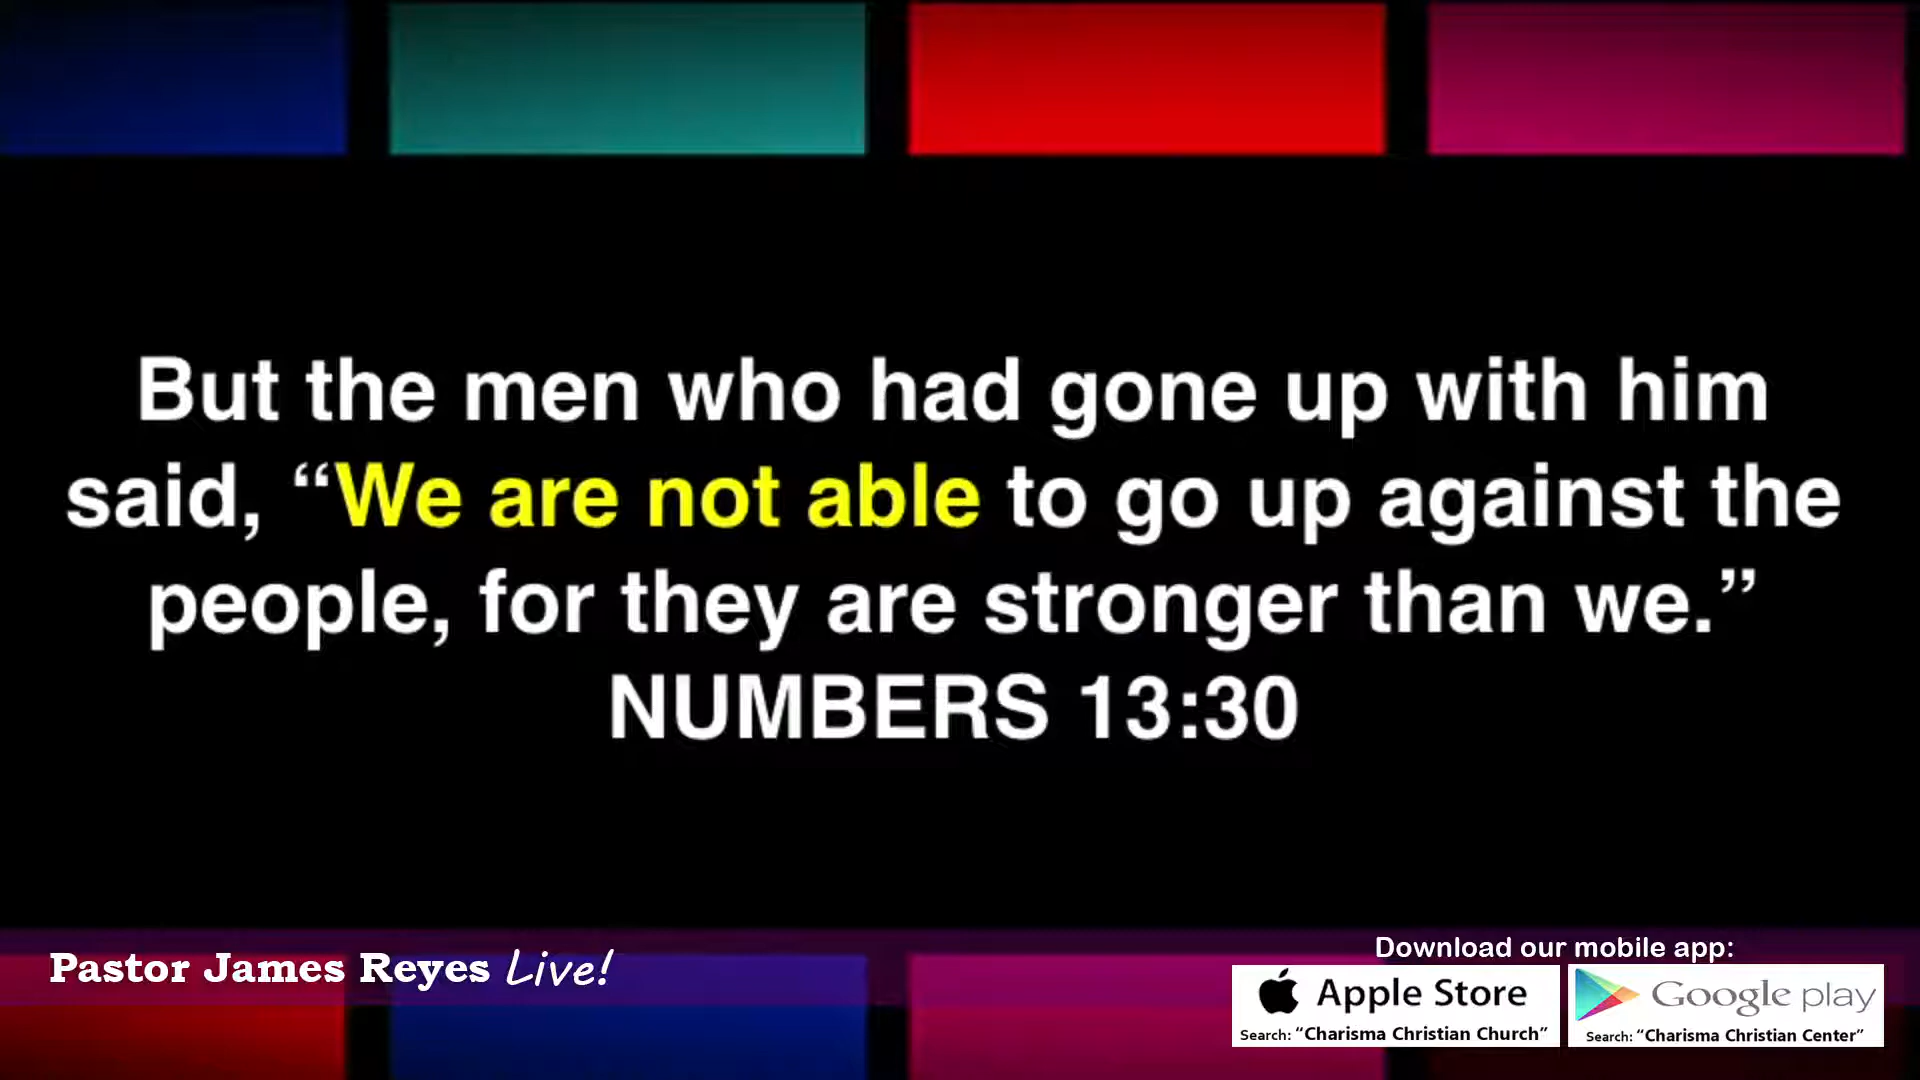 But the men who had gone up with him
said, “We are not able to go up against the
people, for they are stronger than we.”
NUMBERS 13:30
Pastor James Reyes Live!
Download our mobile app:
Apple Store
Search: “Charisma Christian Church”
Google play
Search: “Charisma Christian Center”